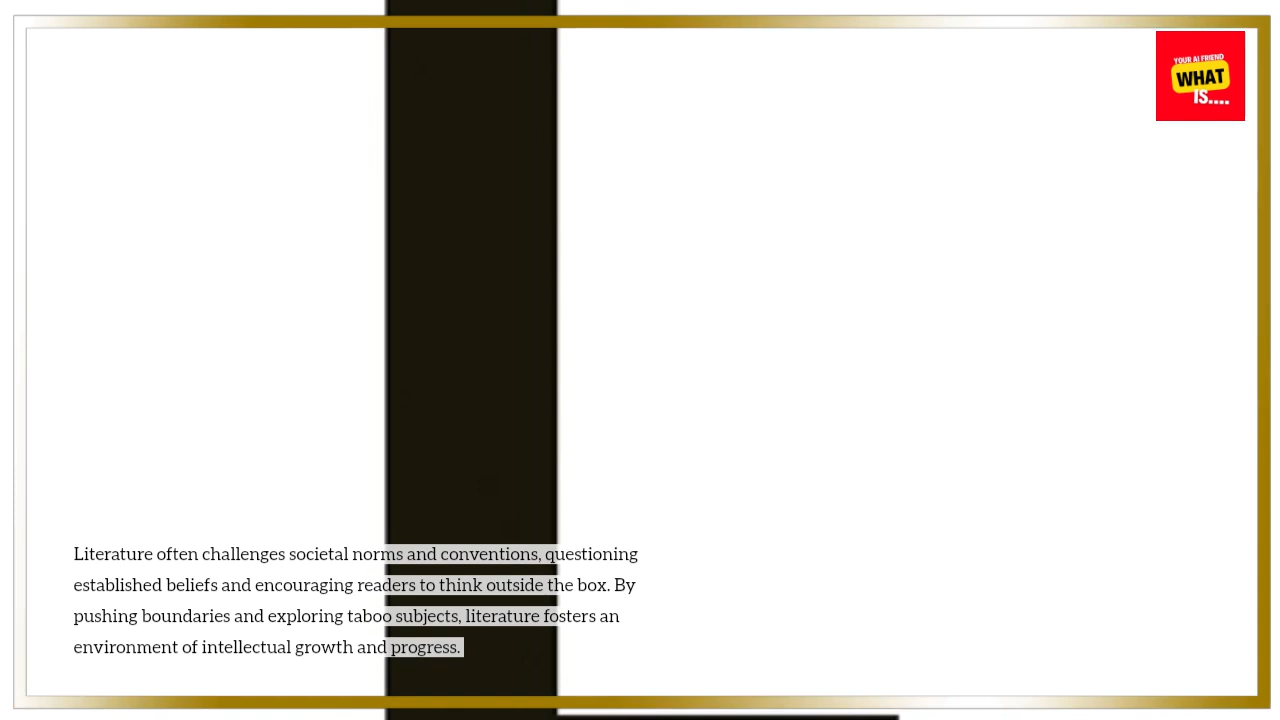 YOUR AI FRIEND
WHAT
IS....
Literature often challenges societal norms and conventions, questioning
established beliefs and encouraging readers to think outside the box. By
pushing boundaries and exploring taboo subjects, literature fosters an
environment of intellectual growth and progress.